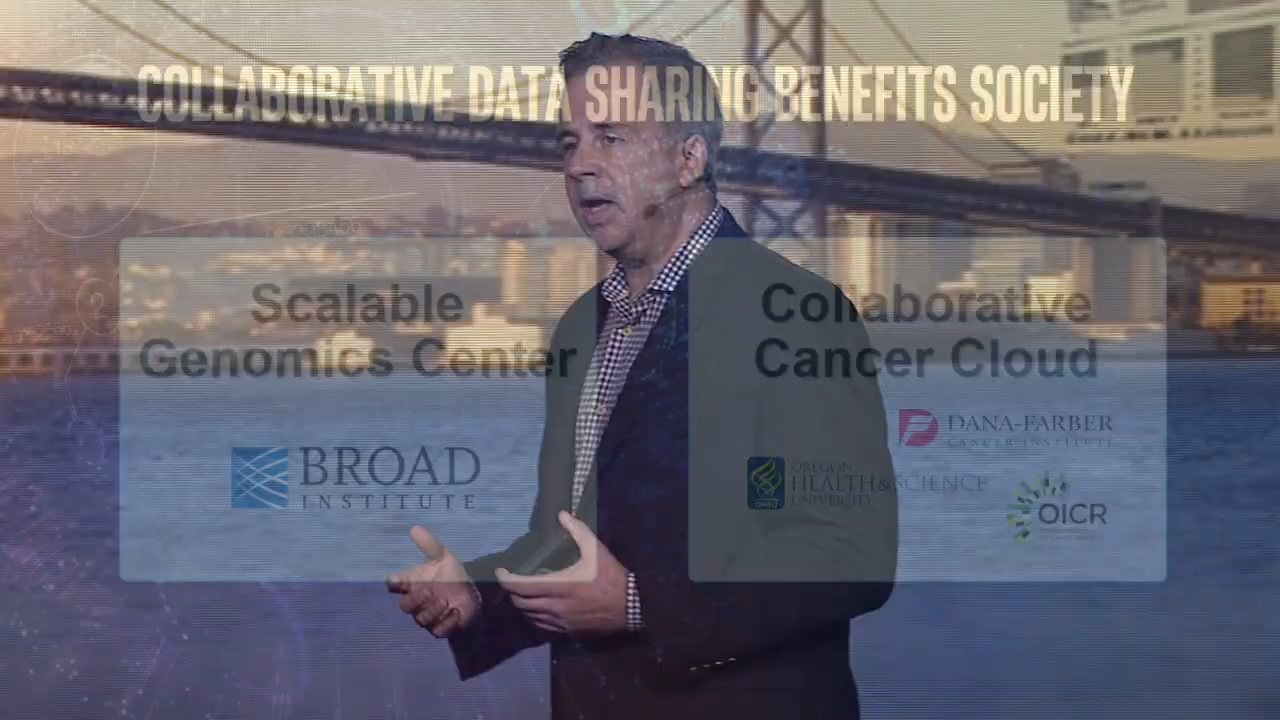 COLLABORATIVE DATA SHARING BENEFITS SOCIETY
Scalable
Genomics Center
BROAD
INSTITUTE
Collaborative
Cancer Cloud
DANA-FARBER
CANCER INSTITUTE
OREGON
HEALTH&SCIENCE
UNIVERSITY
OHSU
OICR